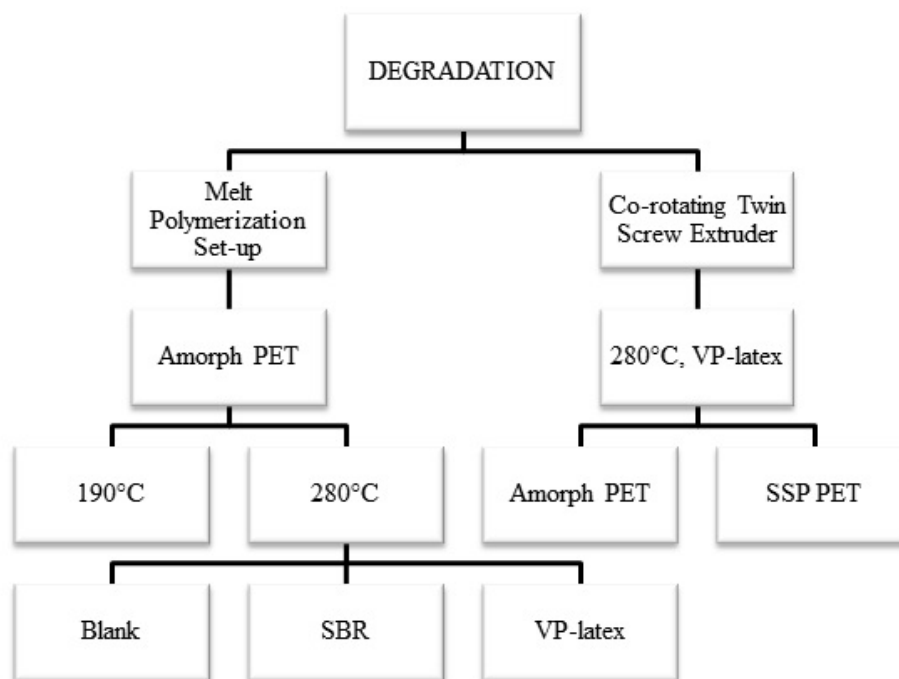 DEGRADATION
Melt
Polymerization
Set-up
Co-rotating Twin
Screw Extruder
Amorph PET
280°C, VP-latex
190°C
280°C
Amorph PET
SSP PET
Blank
SBR
VP-latex